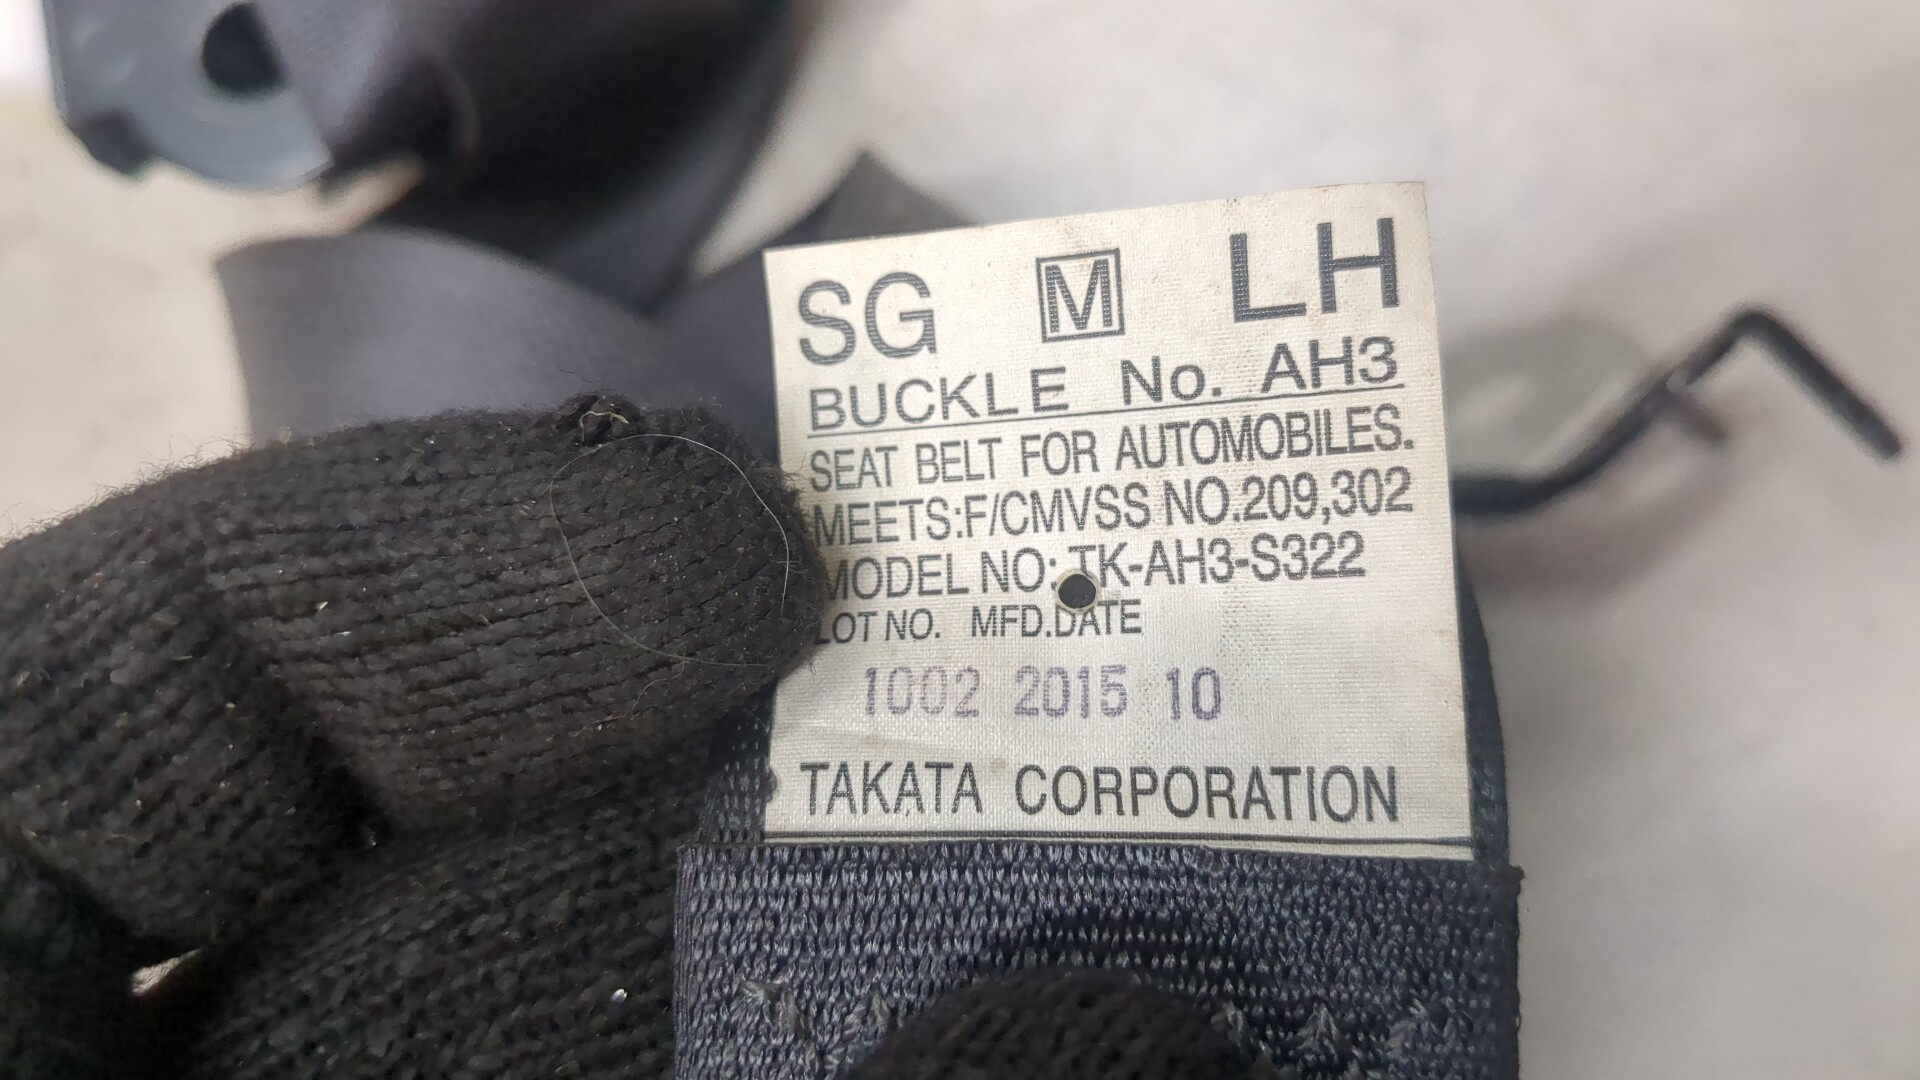 SG M LH
BUCKLE No. AH3
SEAT BELT FOR AUTOMOBILES.
MEETS:F/CMVSS NO.209,302
MODEL NO: TK-AH3-S322
LOT NO. MFD.DATE
1002 2015 10
TAKATA CORPORATION